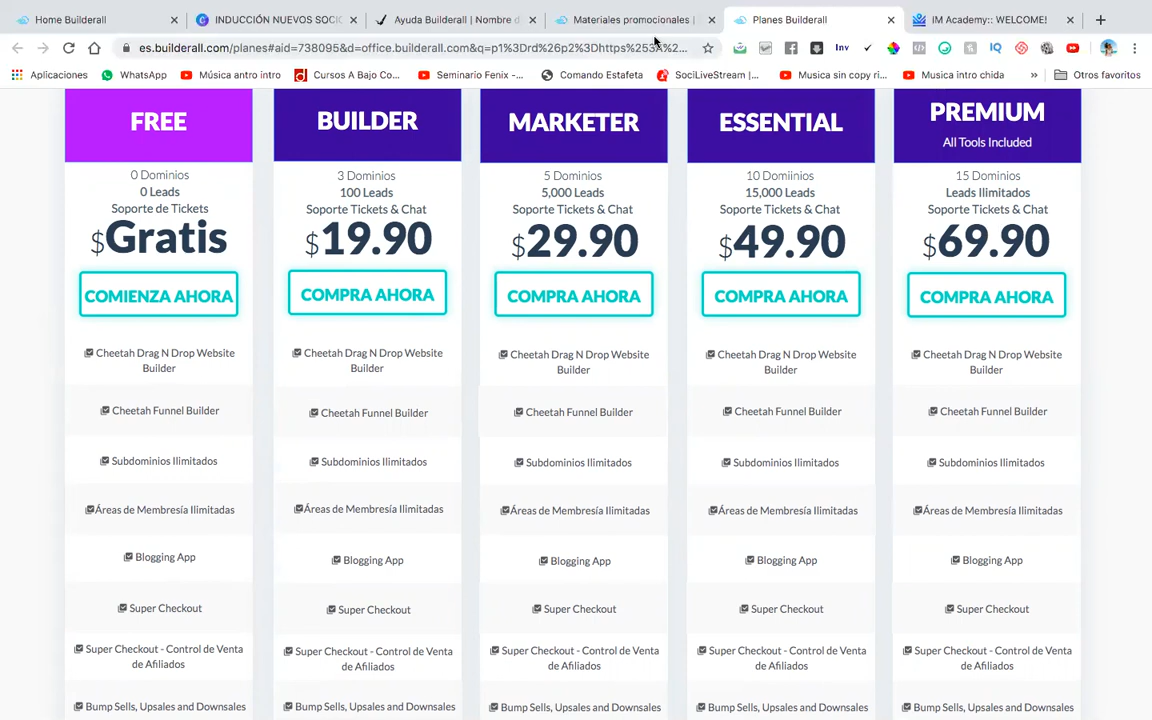 Home Builderall
INDUCCIÓN NUEVOS SOCIO
Ayuda Builderall | Nombre d
Materiales promocionales |
Planes Builderall
IM Academy:: WELCOME!
es.builderall.com/planes#aid=738095&d=office.builderall.com&q=p1%3Rd%26p2%3Dhttps%253A%2...
Inv
IQ
Aplicaciones
WhatsApp
Música antro intro
Cursos A Bajo Co...
Seminario Fenix -...
Comando Estafeta
SociLiveStream |...
Musica sin copy ri...
Musica intro chida
»
Otros favoritos
FREE
BUILDER
MARKETER
ESSENTIAL
PREMIUM
All Tools Included
0 Dominios
3 Dominios
5 Dominios
10 Domiinios
15 Dominios
0 Leads
100 Leads
5,000 Leads
15,000 Leads
Leads Ilimitados
Soporte de Tickets
Soporte Tickets & Chat
Soporte Tickets & Chat
Soporte Tickets & Chat
Soporte Tickets & Chat
$Gratis
$19.90
$29.90
$49.90
$69.90
COMIENZA AHORA
COMPRA AHORA
COMPRA AHORA
COMPRA AHORA
COMPRA AHORA
Cheetah Drag N Drop Website
Builder
Cheetah Drag N Drop Website
Builder
Cheetah Drag N Drop Website
Builder
Cheetah Drag N Drop Website
Builder
Cheetah Drag N Drop Website
Builder
Cheetah Funnel Builder
Cheetah Funnel Builder
Cheetah Funnel Builder
Cheetah Funnel Builder
Cheetah Funnel Builder
Subdominios Ilimitados
Subdominios Ilimitados
Subdominios Ilimitados
Subdominios Ilimitados
Subdominios Ilimitados
Áreas de Membresía Ilimitadas
Áreas de Membresía Ilimitadas
Áreas de Membresía Ilimitadas
Áreas de Membresía Ilimitadas
Áreas de Membresía Ilimitadas
Blogging App
Blogging App
Blogging App
Blogging App
Blogging App
Super Checkout
Super Checkout
Super Checkout
Super Checkout
Super Checkout
Super Checkout - Control de Venta
de Afiliados
Super Checkout - Control de Venta
de Afiliados
Super Checkout - Control de Venta
de Afiliados
Super Checkout - Control de Venta
de Afiliados
Super Checkout - Control de Venta
de Afiliados
Bump Sells, Upsales and Downsales
Bump Sells, Upsales and Downsales
Bump Sells, Upsales and Downsales
Bump Sells, Upsales and Downsales
Bump Sells, Upsales and Downsales